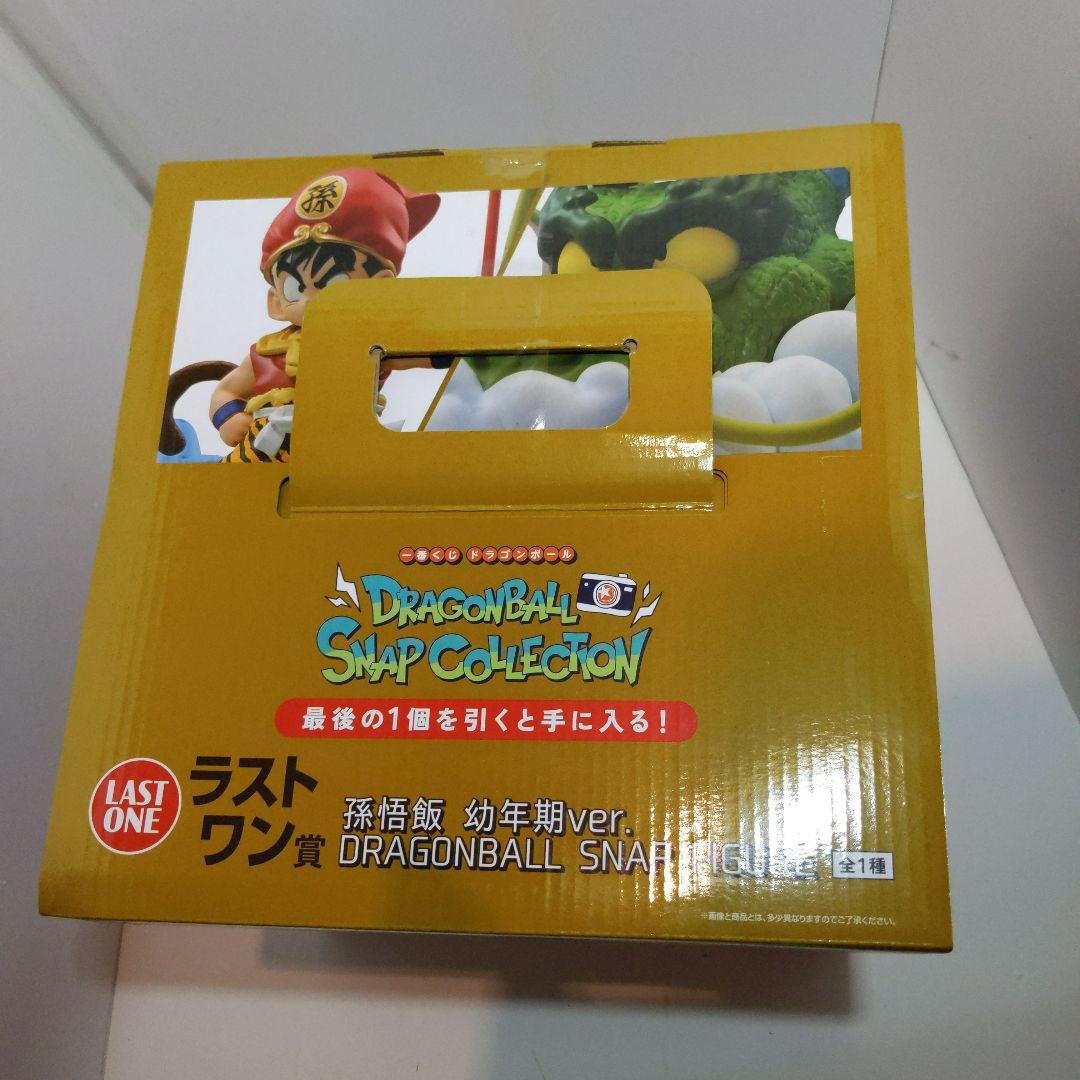 孫
一番くじ ドラゴンボール
DRAGONBALL
SNAP COLLECTION
最後の1個を引くと手に入る!
LAST
ONE
ラスト
ワン賞
孫悟飯 幼年期ver.
DRAGONBALL SNAP FIGURE
全1種
※画像と商品とは、多少異なりますのでご了承ください。